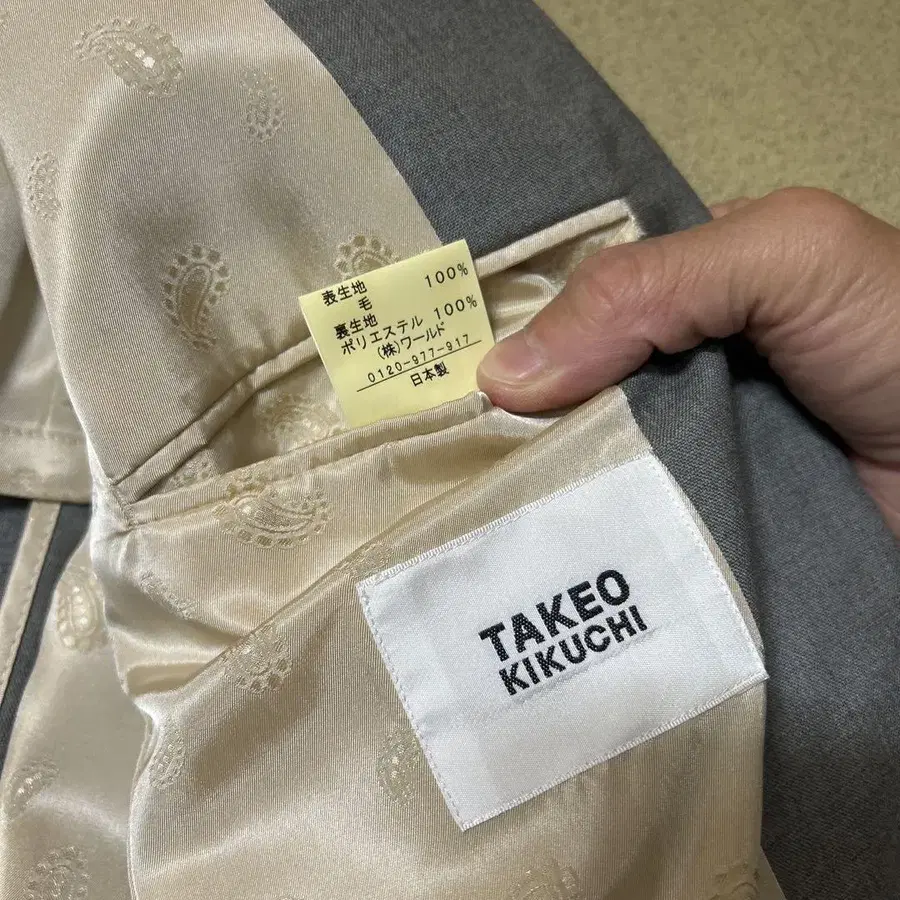 表生地
毛 100%
裏生地
ポリエステル 100%
(株)ワールド
0120-977-917
日本製
TAKEO
KIKUCHI